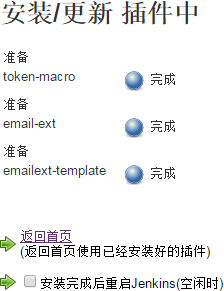 安装/更新 插件中
准备
token-macro 完成
准备
email-ext 完成
准备
emailext-template 完成
返回首页
(返回首页使用已经安装好的插件)
安装完成后重启Jenkins(空闲时)